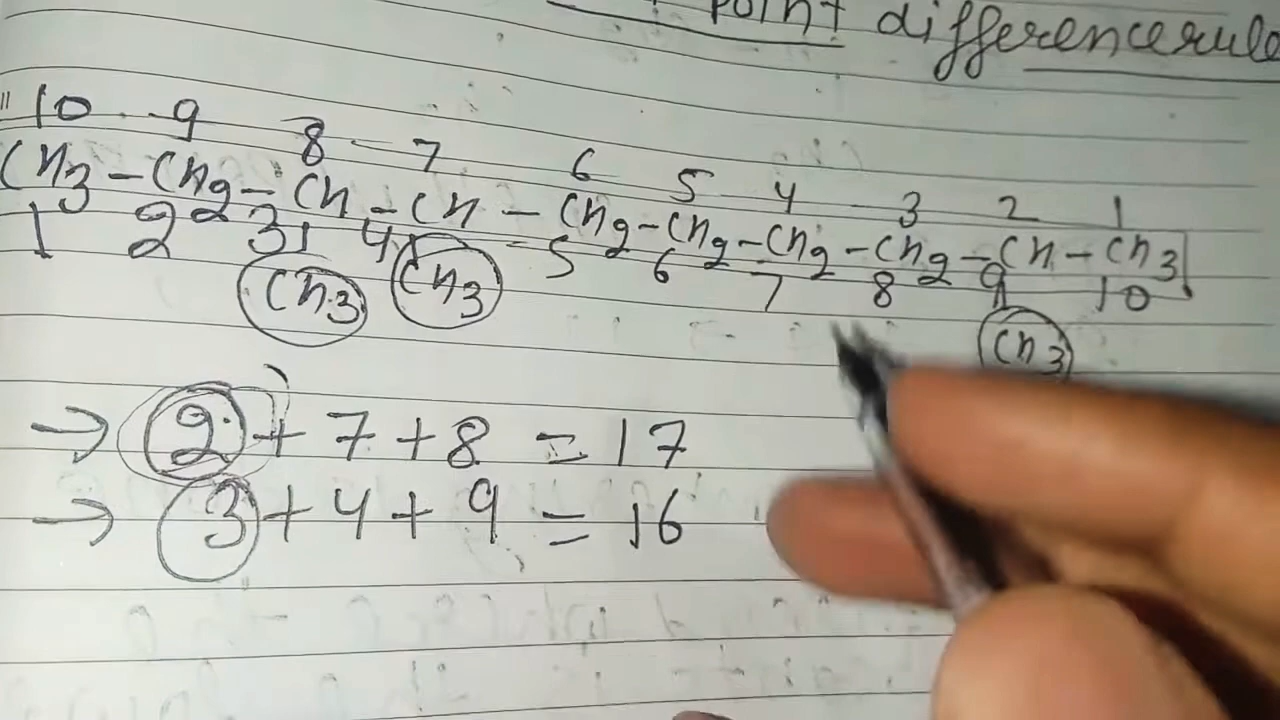 point difference rule
10 9 8 7 6 5 4 3 2 1
CH3 - CH2 - CH - CH - CH2 - CH2 - CH2 - CH2 - CH - CH3
1 2 3 4 5 6 7 8 9 10
CH3 CH3 CH3
→ 2 + 7 + 8 = 17
→ 3 + 4 + 9 = 16